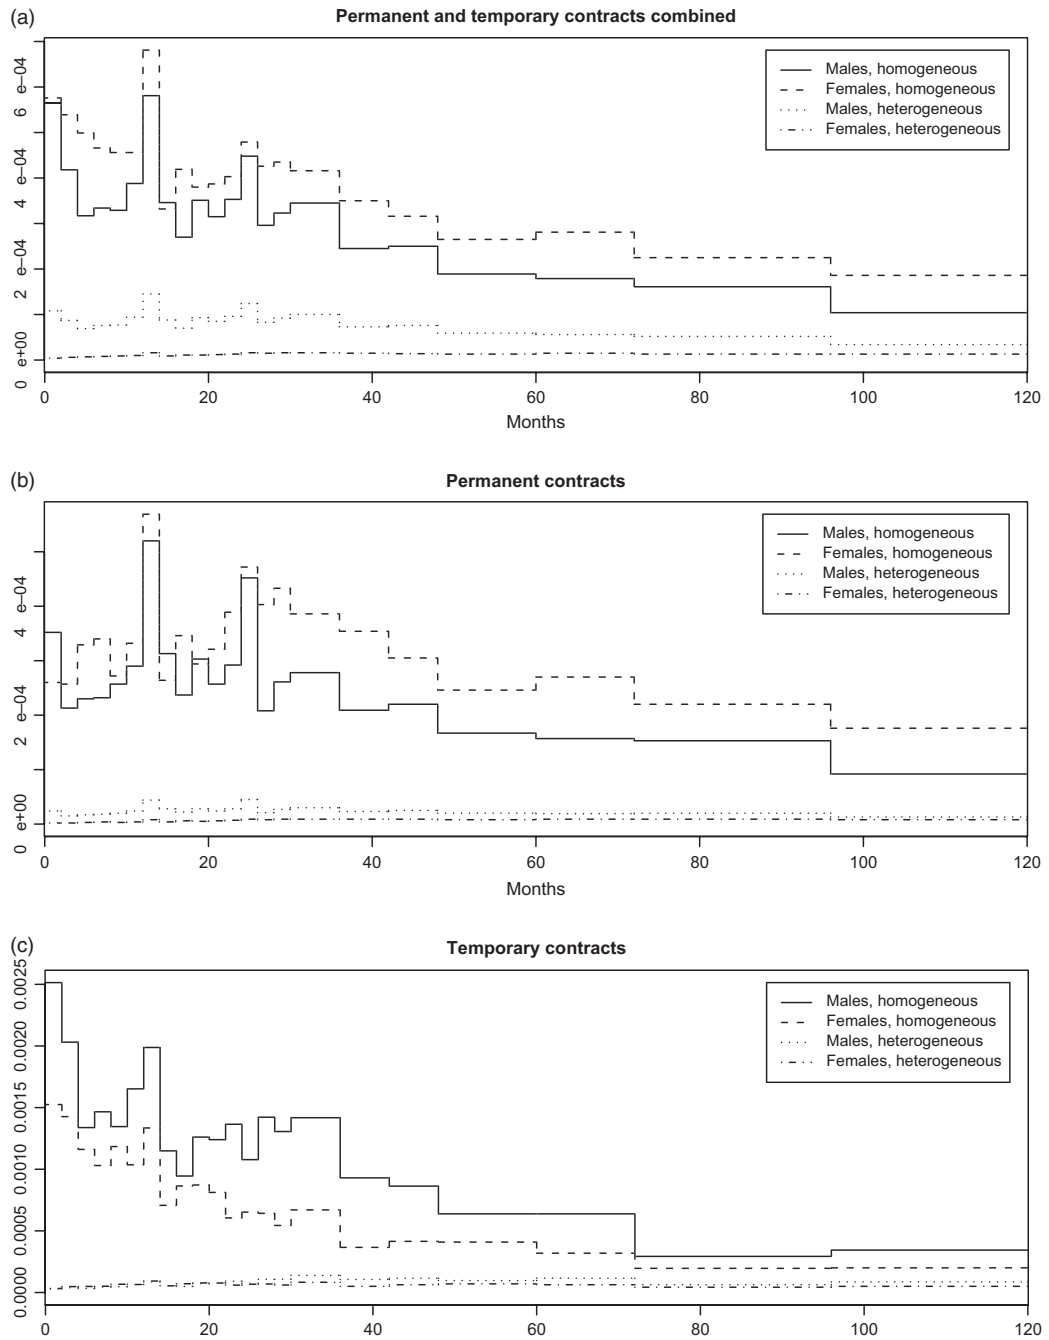 (a)
Permanent and temporary contracts combined
Males, homogeneous
Females, homogeneous
Males, heterogeneous
Females, heterogeneous
6 e−04
4 e−04
2 e−04
0 e+00
0 20 40 60 80 100 120
Months
(b)
Permanent contracts
Males, homogeneous
Females, homogeneous
Males, heterogeneous
Females, heterogeneous
4 e−04
2 e−04
0 e+00
0 20 40 60 80 100 120
Months
(c)
Temporary contracts
Males, homogeneous
Females, homogeneous
Males, heterogeneous
Females, heterogeneous
0.0025
0.0020
0.0015
0.0010
0.0005
0.0000
0 20 40 60 80 100 120